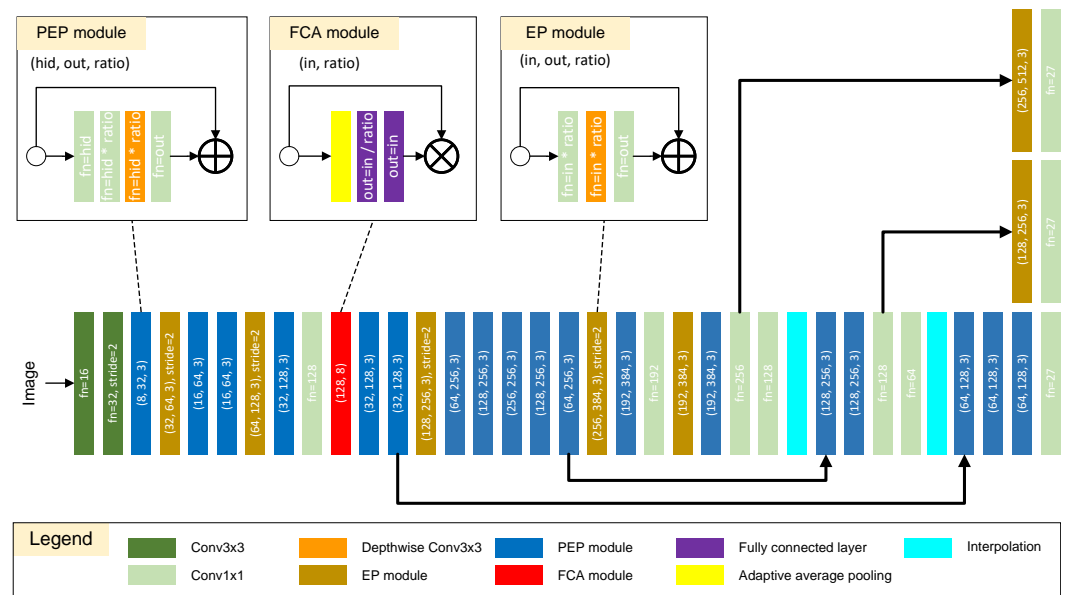 PEP module
(hid, out, ratio)
fn=hid
fn=hid * ratio
fn=hid * ratio
fn=out
FCA module
(in, ratio)
out=in / ratio
out=in
EP module
(in, out, ratio)
fn=in * ratio
fn=in * ratio
fn=out
(256, 512, 3)
fn=27
(128, 256, 3)
fn=27
Image
fn=16
fn=32, stride=2
(8, 32, 3)
(32, 64, 3), stride=2
(16, 64, 3)
(16, 64, 3)
(64, 128, 3), stride=2
(32, 128, 3)
fn=128
(128, 8)
(32, 128, 3)
(32, 128, 3)
(128, 256, 3), stride=2
(64, 256, 3)
(128, 256, 3)
(256, 256, 3)
(128, 256, 3)
(64, 256, 3)
(256, 384, 3), stride=2
(192, 384, 3)
fn=192
(192, 384, 3)
(192, 384, 3)
fn=256
fn=128
(128, 256, 3)
(128, 256, 3)
fn=128
fn=64
(64, 128, 3)
(64, 128, 3)
(64, 128, 3)
fn=27
Legend
Conv3x3
Depthwise Conv3x3
PEP module
Fully connected layer
Interpolation
Conv1x1
EP module
FCA module
Adaptive average pooling